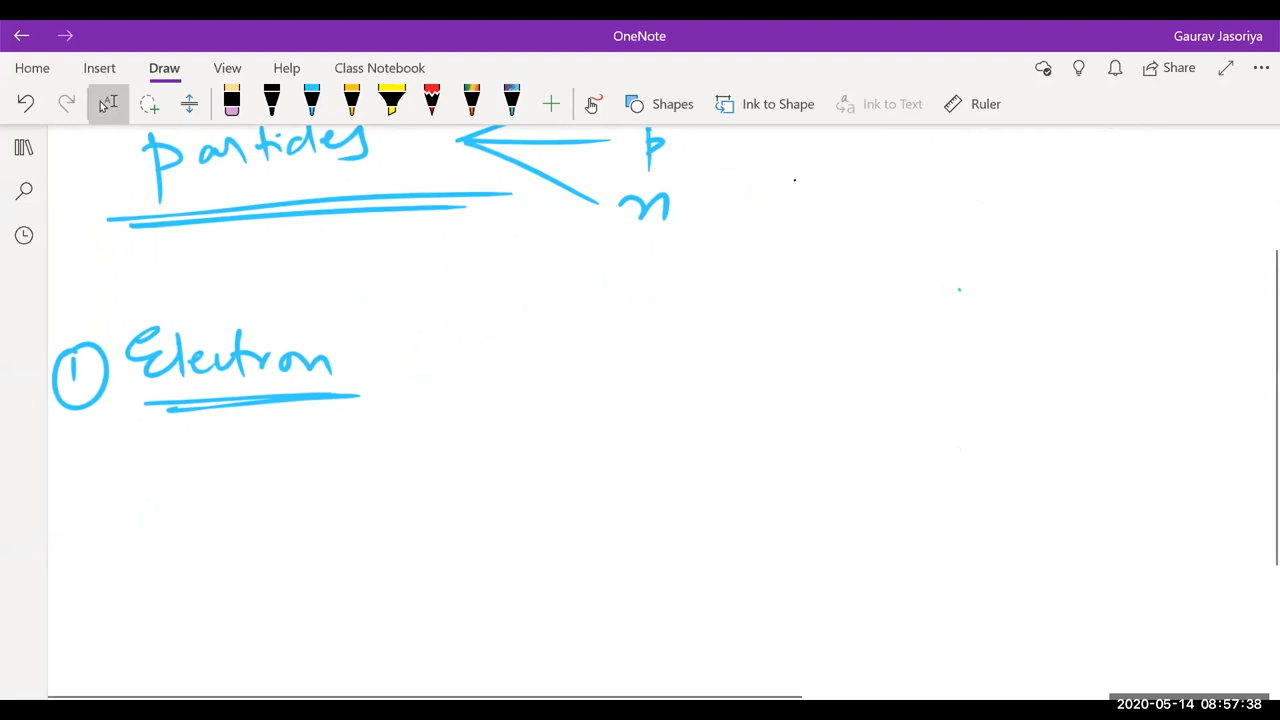 OneNote
Gaurav Jasoriya
Home Insert Draw View Help Class Notebook Share
Shapes Ink to Shape Ink to Text Ruler
particles p
n
① Electron
2020-05-14 08:57:38